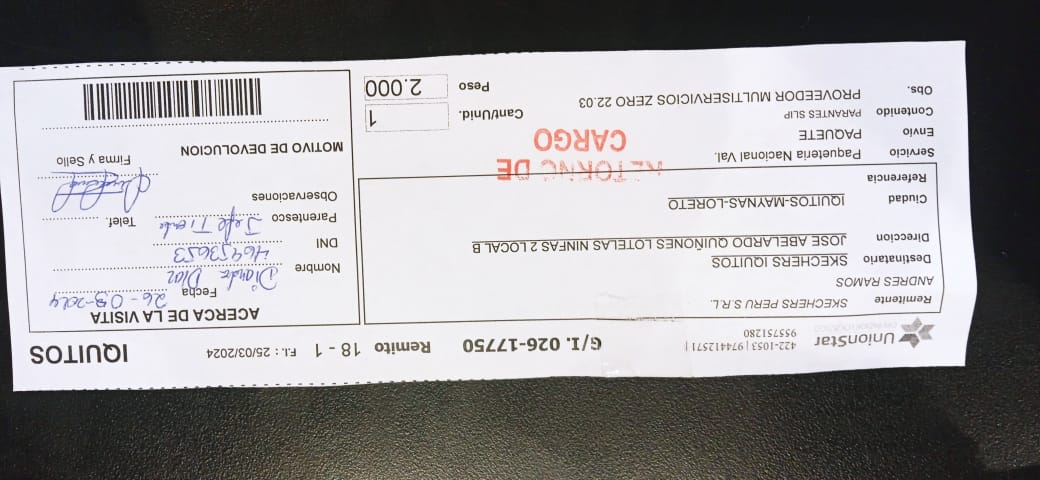 UnionStar
422-1053 | 974412571 |
955751280
G/I. 026-17750
Remito 18 - 1
F.I. : 25/03/2024
IQUITOS
Remitente SKECHERS PERU S.R.L.
ANDRES RAMOS
Destinatario SKECHERS IQUITOS
Direccion JOSE ABELARDO QUIÑONES LOTELAS NINFAS 2 LOCAL B
Ciudad IQUITOS-MAYNAS-LORETO
Referencia
Servicio Paqueteria Nacional Val.
Envio PAQUETE
Contenido PARANTES SLIP
Obs. PROVEEDOR MULTISERVICIOS ZERO 22.03
RETORNO DE
CARGO
Cant/Unid. 1
Peso 2.000
ACERCA DE LA VISITA
Fecha 26-03-2024
Nombre Diana Diaz
DNI 46453653
Parentesco Jefe Tienda Telef.
Observaciones
Firma y Sello
MOTIVO DE DEVOLUCION